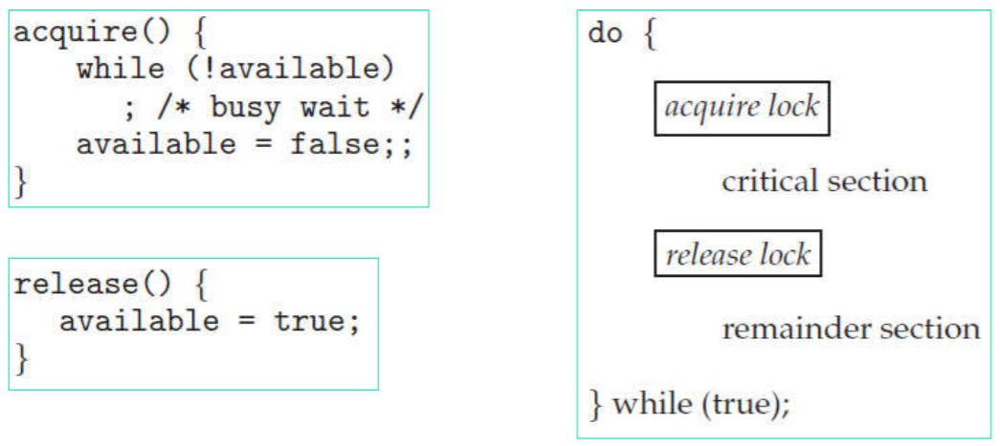 acquire() {
while (!available)
; /* busy wait */
available = false;;
}
release() {
available = true;
}
do {
acquire lock
critical section
release lock
remainder section
} while (true);